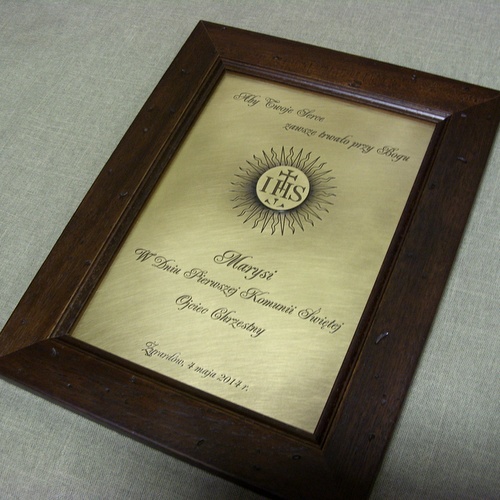 Aby Twoje Serce
zawsze trwało przy Bogu
IHS
Marysi
W Dniu Pierwszej Komunii Świętej
Ojciec Chrzestny
Żyrardów, 4 maja 2014 r.